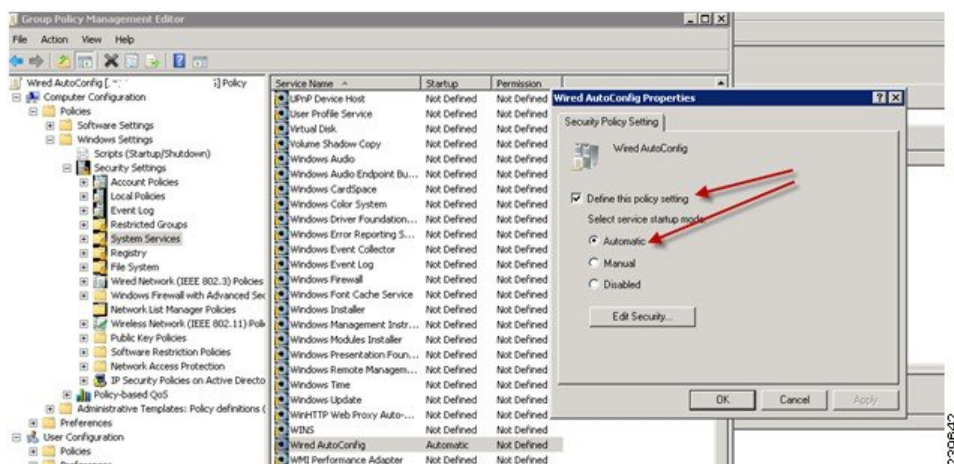 Group Policy Management Editor
File Action View Help
Wired AutoConfig [
] Policy
Computer Configuration
Policies
Software Settings
Windows Settings
Scripts (Startup/Shutdown)
Security Settings
Account Policies
Local Policies
Event Log
Restricted Groups
System Services
Registry
File System
Wired Network (IEEE 802.3) Policies
Windows Firewall with Advanced Sec
Network List Manager Policies
Wireless Network (IEEE 802.11) Poli
Public Key Policies
Software Restriction Policies
Network Access Protection
IP Security Policies on Active Directo
Policy-based QoS
Administrative Templates: Policy definitions (
Preferences
User Configuration
Policies
Preferences
Service Name Startup Permission
UPnP Device Host Not Defined Not Defined
User Profile Service Not Defined Not Defined
Virtual Disk Not Defined Not Defined
Volume Shadow Copy Not Defined Not Defined
Windows Audio Not Defined Not Defined
Windows Audio Endpoint Bu... Not Defined Not Defined
Windows CardSpace Not Defined Not Defined
Windows Color System Not Defined Not Defined
Windows Driver Foundation... Not Defined Not Defined
Windows Error Reporting S... Not Defined Not Defined
Windows Event Collector Not Defined Not Defined
Windows Event Log Not Defined Not Defined
Windows Firewall Not Defined Not Defined
Windows Font Cache Service Not Defined Not Defined
Windows Installer Not Defined Not Defined
Windows Management Instr... Not Defined Not Defined
Windows Modules Installer Not Defined Not Defined
Windows Presentation Foun... Not Defined Not Defined
Windows Remote Managem... Not Defined Not Defined
Windows Time Not Defined Not Defined
Windows Update Not Defined Not Defined
WinHTTP Web Proxy Auto-... Not Defined Not Defined
WINS Not Defined Not Defined
Wired AutoConfig Automatic Not Defined
WMI Performance Adapter Not Defined Not Defined
Wired AutoConfig Properties
Security Policy Setting
Wired AutoConfig
Define this policy setting
Select service startup mode:
Automatic
Manual
Disabled
Edit Security...
OK Cancel Apply
239642